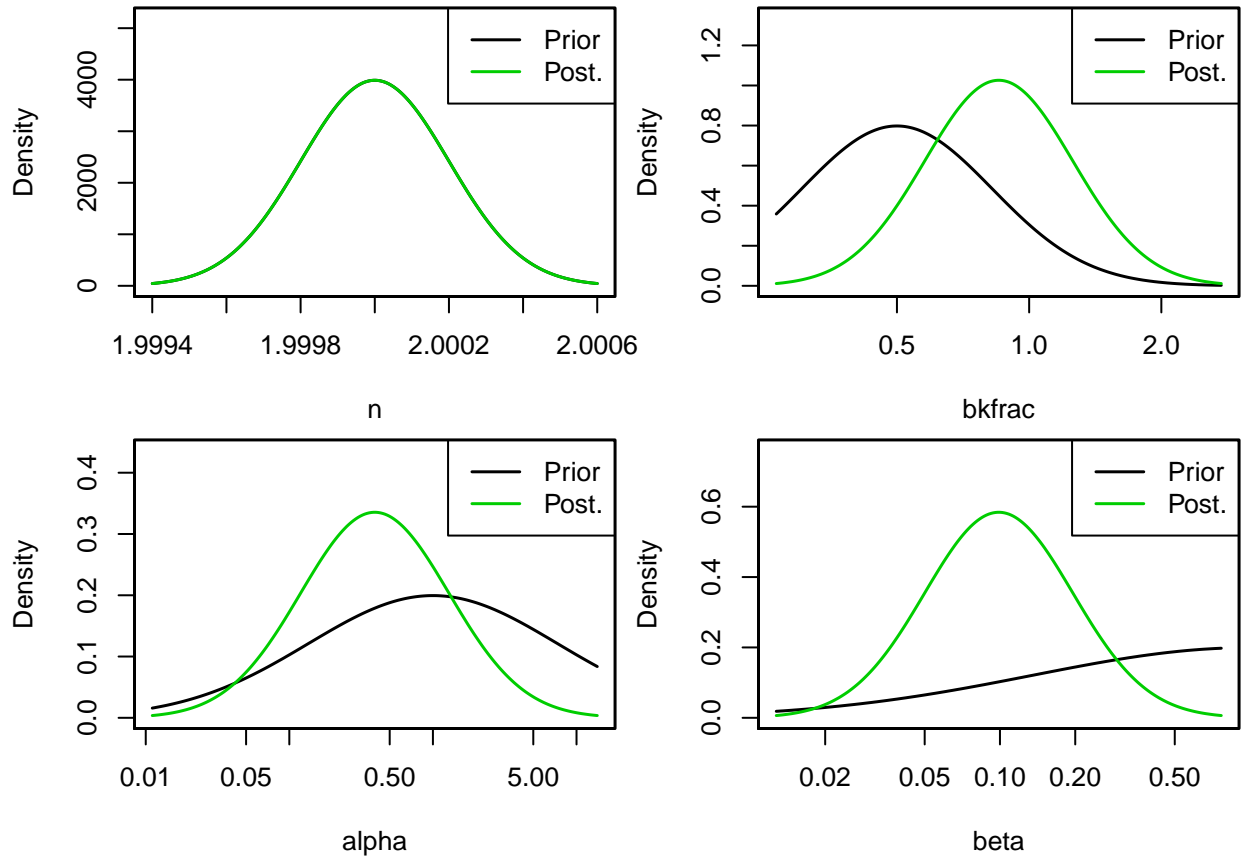 Prior
Post.
Density
0
2000
4000
1.9994
1.9998
2.0002
2.0006
n
Prior
Post.
Density
0.0
0.4
0.8
1.2
0.5
1.0
2.0
bkfrac
Prior
Post.
Density
0.0
0.1
0.2
0.3
0.4
0.01
0.05
0.50
5.00
alpha
Prior
Post.
Density
0.0
0.2
0.4
0.6
0.02
0.05
0.10
0.20
0.50
beta